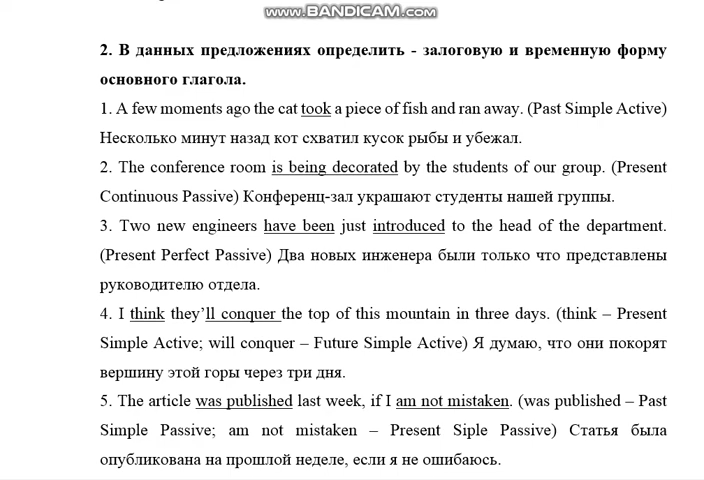 www.BANDICAM.com
2. В данных предложениях определить - залоговую и временную форму
основного глагола.
1. A few moments ago the cat took a piece of fish and ran away. (Past Simple Active)
Несколько минут назад кот схватил кусок рыбы и убежал.
2. The conference room is being decorated by the students of our group. (Present
Continuous Passive) Конференц-зал украшают студенты нашей группы.
3. Two new engineers have been just introduced to the head of the department.
(Present Perfect Passive) Два новых инженера были только что представлены
руководителю отдела.
4. I think they’ll conquer the top of this mountain in three days. (think – Present
Simple Active; will conquer – Future Simple Active) Я думаю, что они покорят
вершину этой горы через три дня.
5. The article was published last week, if I am not mistaken. (was published – Past
Simple Passive; am not mistaken – Present Siple Passive) Статья была
опубликована на прошлой неделе, если я не ошибаюсь.